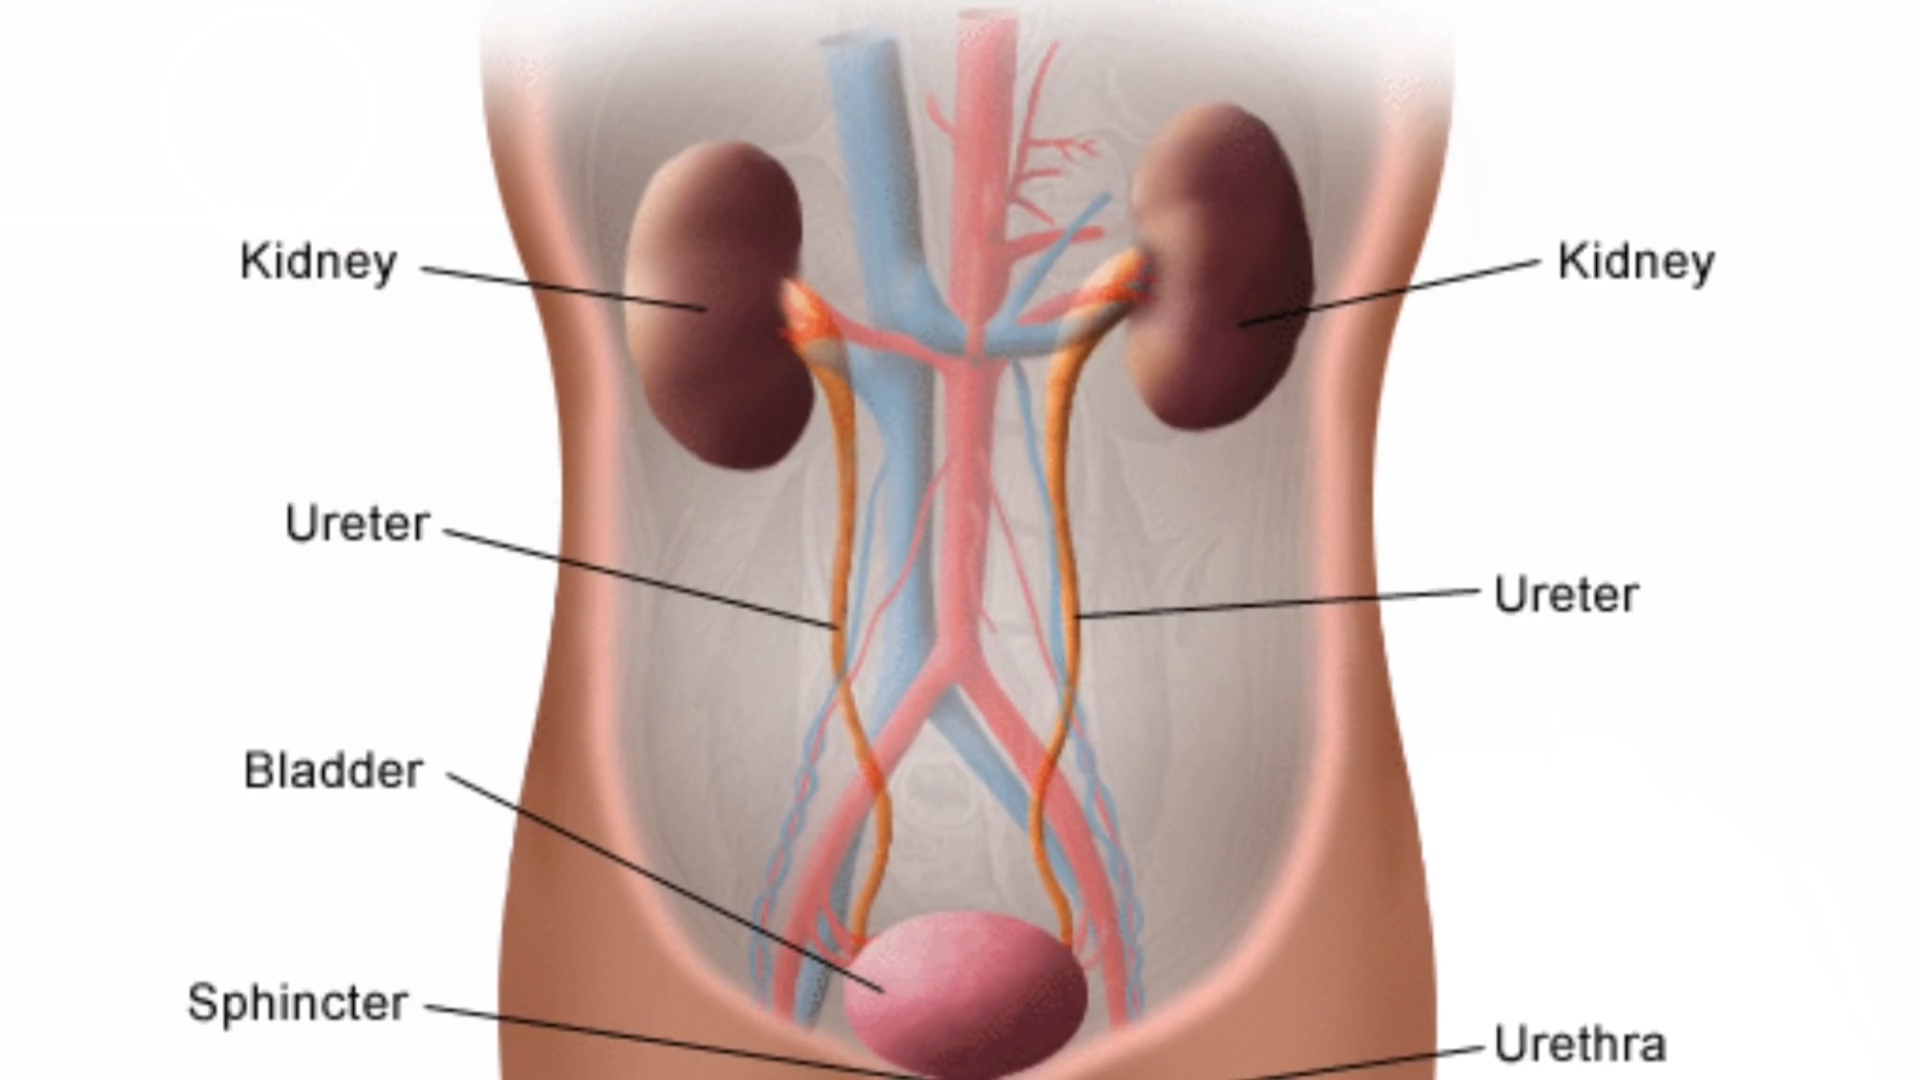 Kidney
Kidney
Ureter
Ureter
Bladder
Sphincter
Urethra